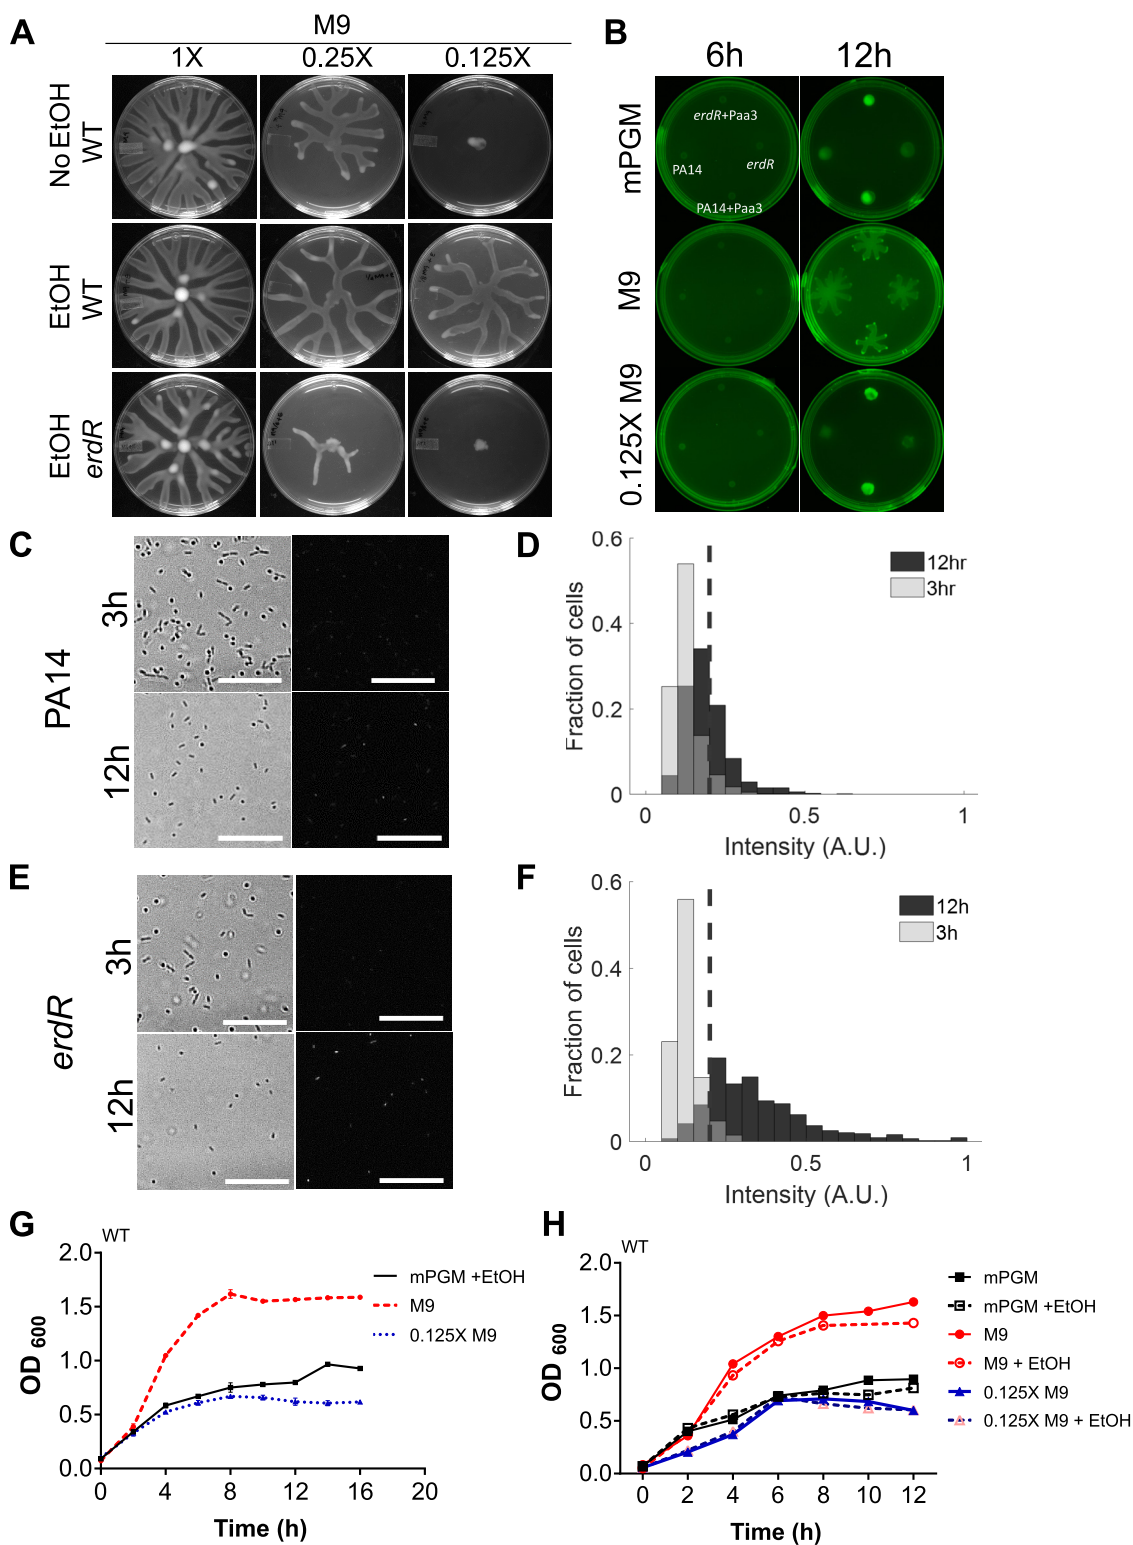 A
M9
1X
0.25X
0.125X
No EtOH
WT
EtOH
WT
EtOH
erdR
B
6h
12h
mPGM
M9
0.125X M9
erdR+Paa3
PA14
erdR
PA14+Paa3
C
PA14
3h
12h
D
0.6
0.4
0.2
0
Fraction of cells
12hr
3hr
0
0.5
1
Intensity (A.U.)
E
erdR
3h
12h
F
0.6
0.4
0.2
0
Fraction of cells
12h
3h
0
0.5
1
Intensity (A.U.)
G
WT
2.0
1.5
1.0
0.5
0.0
OD 600
0 4 8 12 16 20
Time (h)
mPGM +EtOH
M9
0.125X M9
H
WT
2.0
1.5
1.0
0.5
0.0
OD 600
0 2 4 6 8 10 12
Time (h)
mPGM
mPGM +EtOH
M9
M9 + EtOH
0.125X M9
0.125X M9 + EtOH